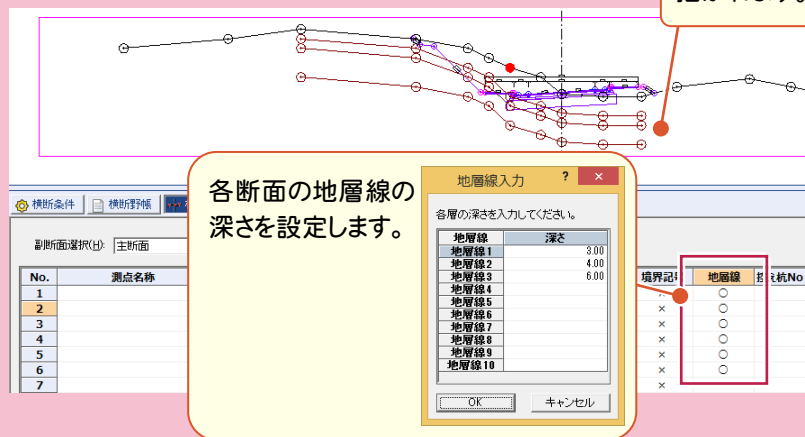 横断条件 横断野帳
副断面選択(H): 主断面
No. 測点名称 境界記号 地層線 控え杭No
1 × ○
2 × ○
3 × ○
4 × ○
5 × ○
6 × ○
7 ×
各断面の地層線の
深さを設定します。
地層線入力 ? ×
各層の深さを入力してください。
地層線 深さ
地層線1 3.00
地層線2 4.00
地層線3 6.00
地層線4
地層線5
地層線6
地層線7
地層線8
地層線9
地層線10
OK キャンセル